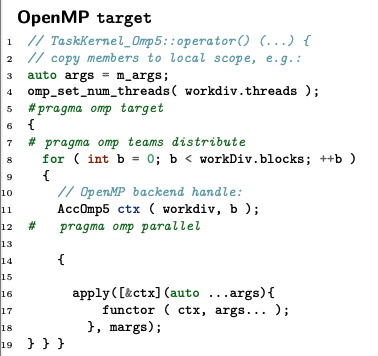 OpenMP target
1 // TaskKernel_Omp5::operator() (...) {
2 // copy members to local scope, e.g.:
3 auto args = m_args;
4 omp_set_num_threads( workdiv.threads );
5 #pragma omp target
6 {
7 # pragma omp teams distribute
8 for ( int b = 0; b < workDiv.blocks; ++b )
9 {
10 // OpenMP backend handle:
11 AccOmp5 ctx ( workdiv, b );
12 # pragma omp parallel
13
14 {
15
16 apply([&ctx](auto ...args){
17 functor ( ctx, args... );
18 }, margs);
19 } } }